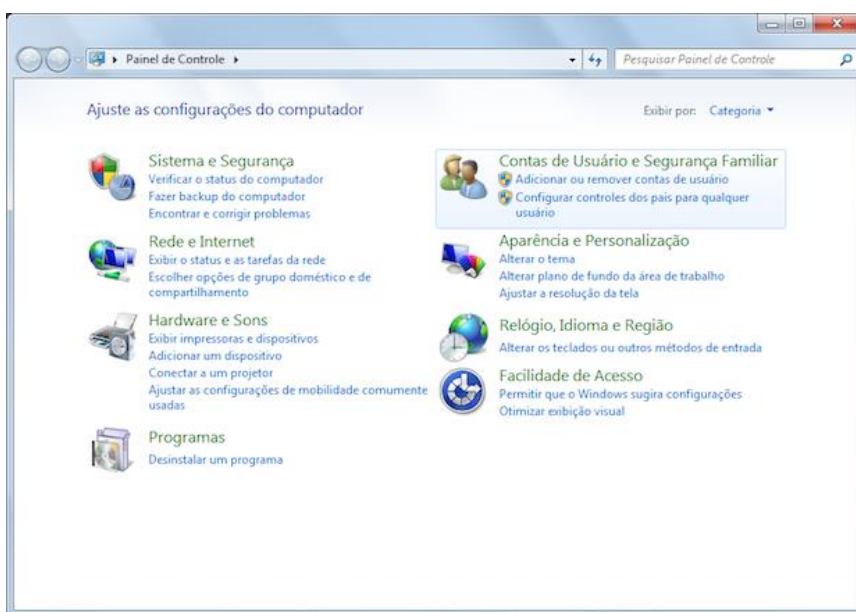 Painel de Controle
Pesquisar Painel de Controle
Ajuste as configurações do computador
Exibir por:   Categoria
Sistema e Segurança
Verificar o status do computador
Fazer backup do computador
Encontrar e corrigir problemas
Rede e Internet
Exibir o status e as tarefas da rede
Escolher opções de grupo doméstico e de
compartilhamento
Hardware e Sons
Exibir impressoras e dispositivos
Adicionar um dispositivo
Conectar a um projetor
Ajustar as configurações de mobilidade comumente
usadas
Programas
Desinstalar um programa
Contas de Usuário e Segurança Familiar
Adicionar ou remover contas de usuário
Configurar controles dos pais para qualquer
usuário
Aparência e Personalização
Alterar o tema
Alterar plano de fundo da área de trabalho
Ajustar a resolução da tela
Relógio, Idioma e Região
Alterar os teclados ou outros métodos de entrada
Facilidade de Acesso
Permitir que o Windows sugira configurações
Otimizar exibição visual